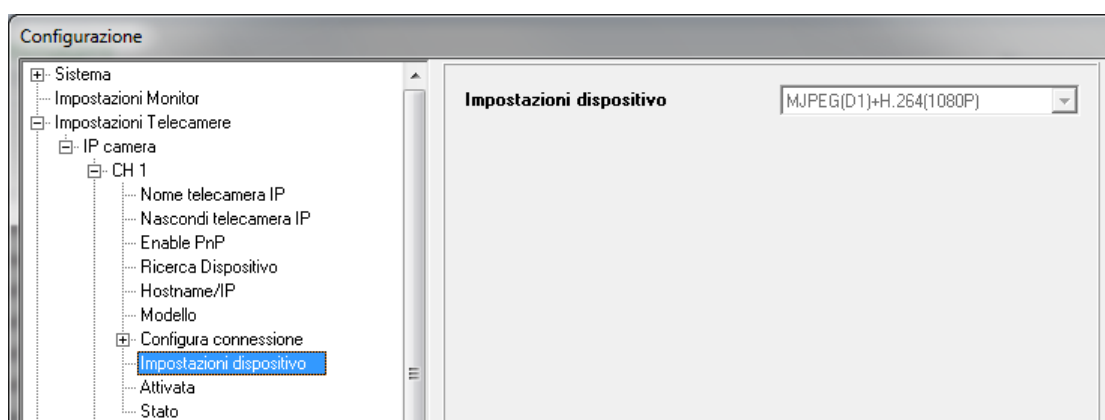 Configurazione
Sistema
Impostazioni Monitor
Impostazioni Telecamere
IP camera
CH 1
Nome telecamera IP
Nascondi telecamera IP
Enable PnP
Ricerca Dispositivo
Hostname/IP
Modello
Configura connessione
Impostazioni dispositivo
Attivata
Stato
Impostazioni dispositivo
MJPEG(D1)+H.264(1080P)